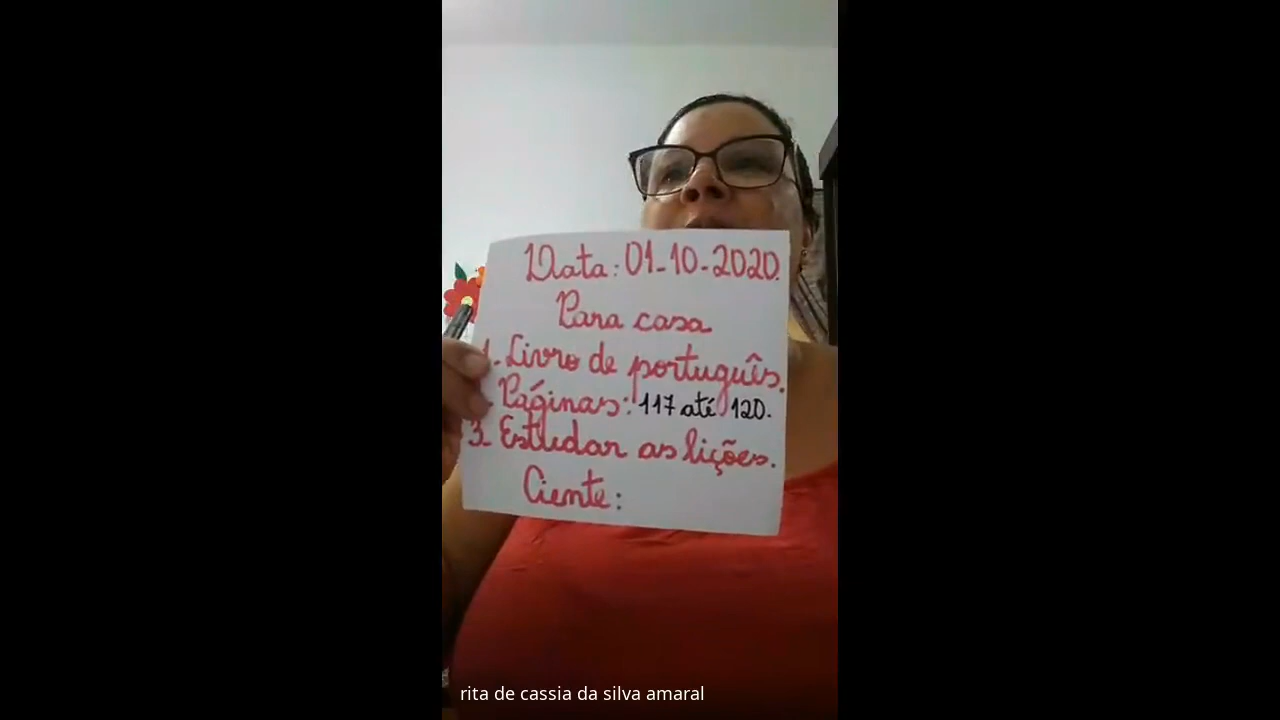 Data: 01-10-2020.
Para casa
1. Livro de português.
Páginas: 117 até 120.
3. Estudar as lições.
Ciente:
rita de cassia da silva amaral